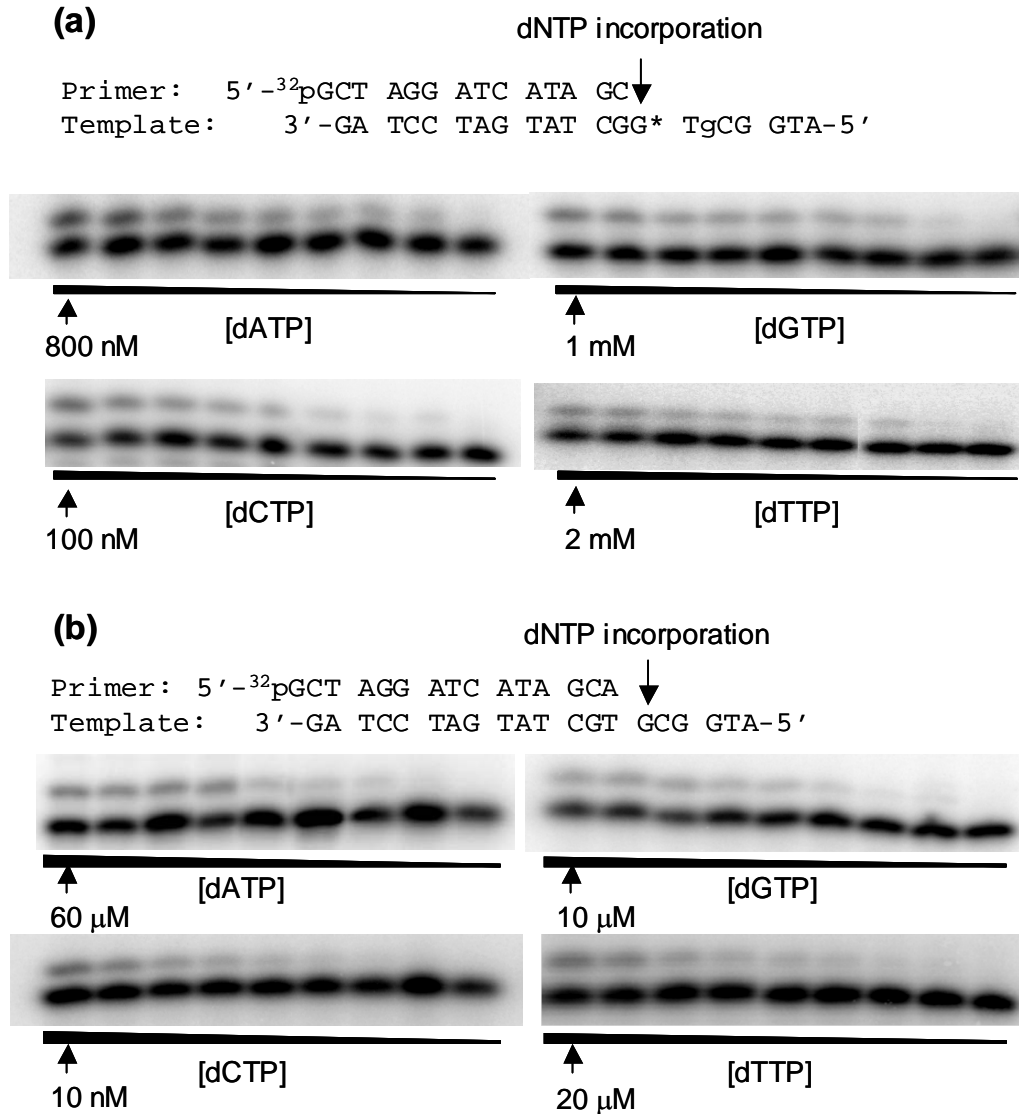 (a)
dNTP incorporation
Primer: 5′-³²pGCT AGG ATC ATA GC
Template: 3′-GA TCC TAG TAT CGG* TgCG GTA-5′
[dATP]
800 nM
[dGTP]
1 mM
[dCTP]
100 nM
[dTTP]
2 mM
(b)
dNTP incorporation
Primer: 5′-³²pGCT AGG ATC ATA GCA
Template: 3′-GA TCC TAG TAT CGT GCG GTA-5′
[dATP]
60 μM
[dGTP]
10 μM
[dCTP]
10 nM
[dTTP]
20 μM